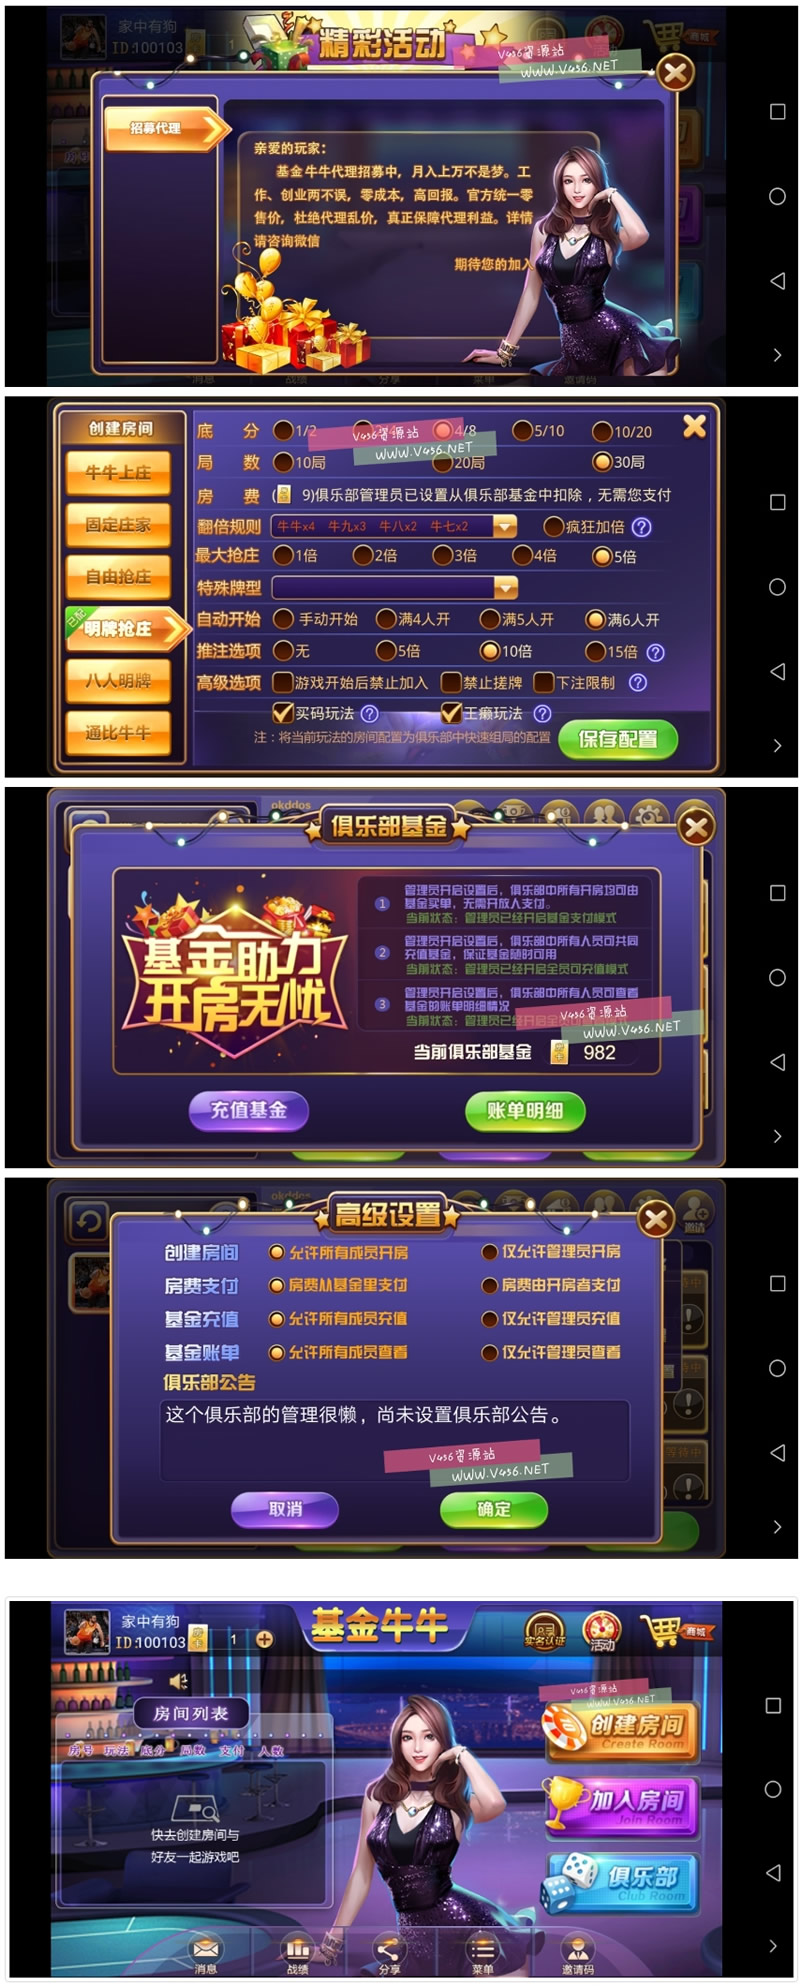 家中有狗
ID:100103
1
精彩活动
商城
V456资源站
WWW.V456.NET
招募代理
亲爱的玩家：
基金牛牛代理招募中，月入上万不是梦。工
作、创业两不误，零成本，高回报。官方统一零
售价，杜绝代理乱价，真正保障代理利益。详情
请咨询微信
期待您的加入
消息 战绩 分享 菜单 邀请码
创建房间
牛牛上庄
固定庄家
自由抢庄
已配
明牌抢庄
八人明牌
通比牛牛
底分 1/2 4/8 5/10 10/20
V456资源站
WWW.V456.NET
局数 10局 20局 30局
房费 ( 9)俱乐部管理员已设置从俱乐部基金中扣除，无需您支付
翻倍规则 牛牛x4 牛九x3 牛八x2 牛七x2 疯狂加倍 ?
最大抢庄 1倍 2倍 3倍 4倍 5倍
特殊牌型
自动开始 手动开始 满4人开 满5人开 满6人开
推注选项 无 5倍 10倍 15倍 ?
高级选项 游戏开始后禁止加入 禁止搓牌 下注限制 ?
买码玩法 ? 王癞玩法 ?
注：将当前玩法的房间配置为俱乐部中快速组局的配置
保存配置
okddos
俱乐部基金
基金助力
开房无忧
1 管理员开启设置后，俱乐部中所有开房均可由
基金买单，无需开放人支付。
当前状态：管理员已经开启基金支付模式
2 管理员开启设置后，俱乐部中所有人员可共同
充值基金，保证基金随时可用
当前状态：管理员已经开启全员可充值模式
3 管理员开启设置后，俱乐部中所有人员可查看
基金的账单明细情况
当前状态：管理员已经开启全
V456资源站
WWW.V456.NET
当前俱乐部基金 房卡 982
充值基金
账单明细
okddos
高级设置
邀请
创建房间 允许所有成员开房 仅允许管理员开房
房费支付 房费从基金里支付 房费由开房者支付
基金充值 允许所有成员充值 仅允许管理员充值
基金账单 允许所有成员查看 仅允许管理员查看
俱乐部公告
这个俱乐部的管理很懒，尚未设置俱乐部公告。
V456资源站
WWW.V456.NET
等待中
取消
确定
家中有狗
ID:100103
房卡 1
基金牛牛
实名认证
活动
商城
V456资源站
WWW.V456.NET
房间列表
房号 玩法 底分 局数 支付 人数
快去创建房间与
好友一起游戏吧
创建房间
Create Room
加入房间
Join Room
俱乐部
Club Room
消息 战绩 分享 菜单 邀请码